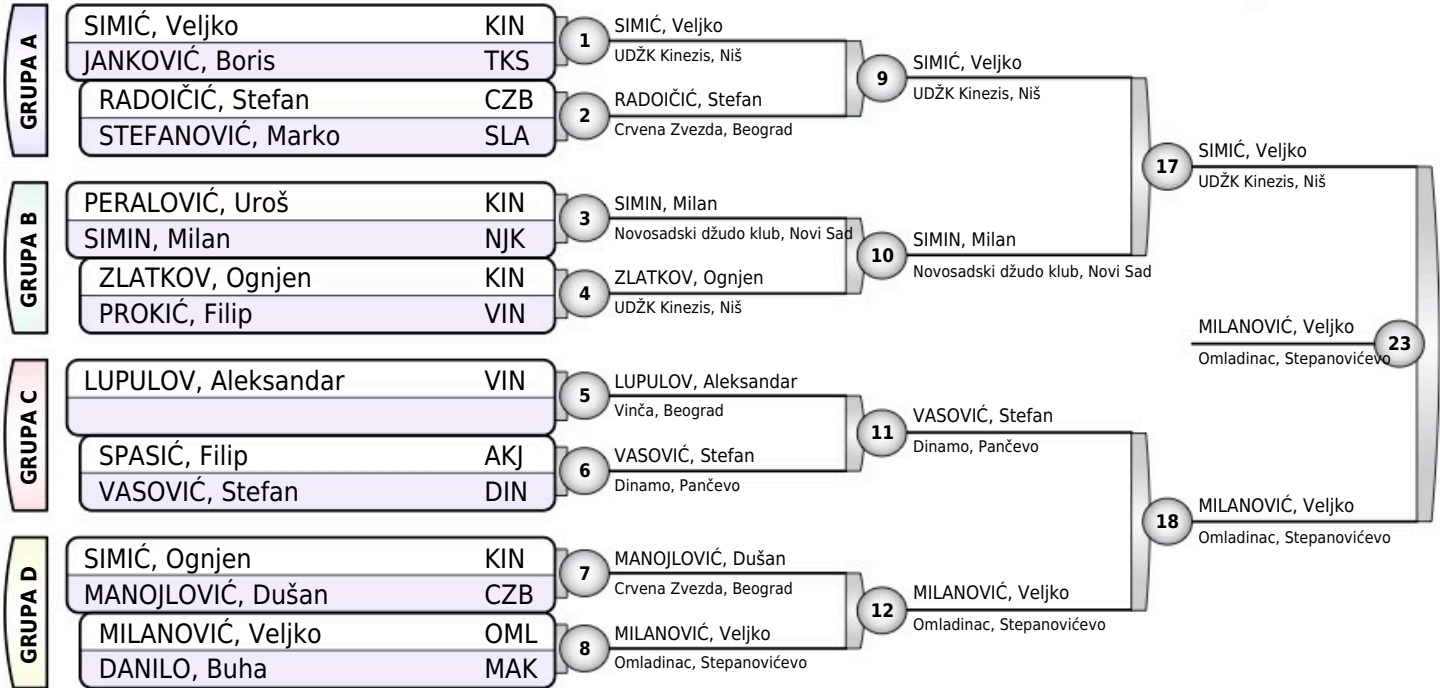 GRUPA A
SIMIĆ, Veljko KIN
JANKOVIĆ, Boris TKS
RADOIČIĆ, Stefan CZB
STEFANOVIĆ, Marko SLA
GRUPA B
PERALOVIĆ, Uroš KIN
SIMIN, Milan NJK
ZLATKOV, Ognjen KIN
PROKIĆ, Filip VIN
GRUPA C
LUPULOV, Aleksandar VIN
SPASIĆ, Filip AKJ
VASOVIĆ, Stefan DIN
GRUPA D
SIMIĆ, Ognjen KIN
MANOJLOVIĆ, Dušan CZB
MILANOVIĆ, Veljko OML
DANILO, Buha MAK
1
SIMIĆ, Veljko
UDŽK Kinezis, Niš
2
RADOIČIĆ, Stefan
Crvena Zvezda, Beograd
3
SIMIN, Milan
Novosadski džudo klub, Novi Sad
4
ZLATKOV, Ognjen
UDŽK Kinezis, Niš
5
LUPULOV, Aleksandar
Vinča, Beograd
6
VASOVIĆ, Stefan
Dinamo, Pančevo
7
MANOJLOVIĆ, Dušan
Crvena Zvezda, Beograd
8
MILANOVIĆ, Veljko
Omladinac, Stepanovićevo
9
SIMIĆ, Veljko
UDŽK Kinezis, Niš
10
SIMIN, Milan
Novosadski džudo klub, Novi Sad
11
VASOVIĆ, Stefan
Dinamo, Pančevo
12
MILANOVIĆ, Veljko
Omladinac, Stepanovićevo
17
SIMIĆ, Veljko
UDŽK Kinezis, Niš
18
MILANOVIĆ, Veljko
Omladinac, Stepanovićevo
MILANOVIĆ, Veljko
Omladinac, Stepanovićevo
23